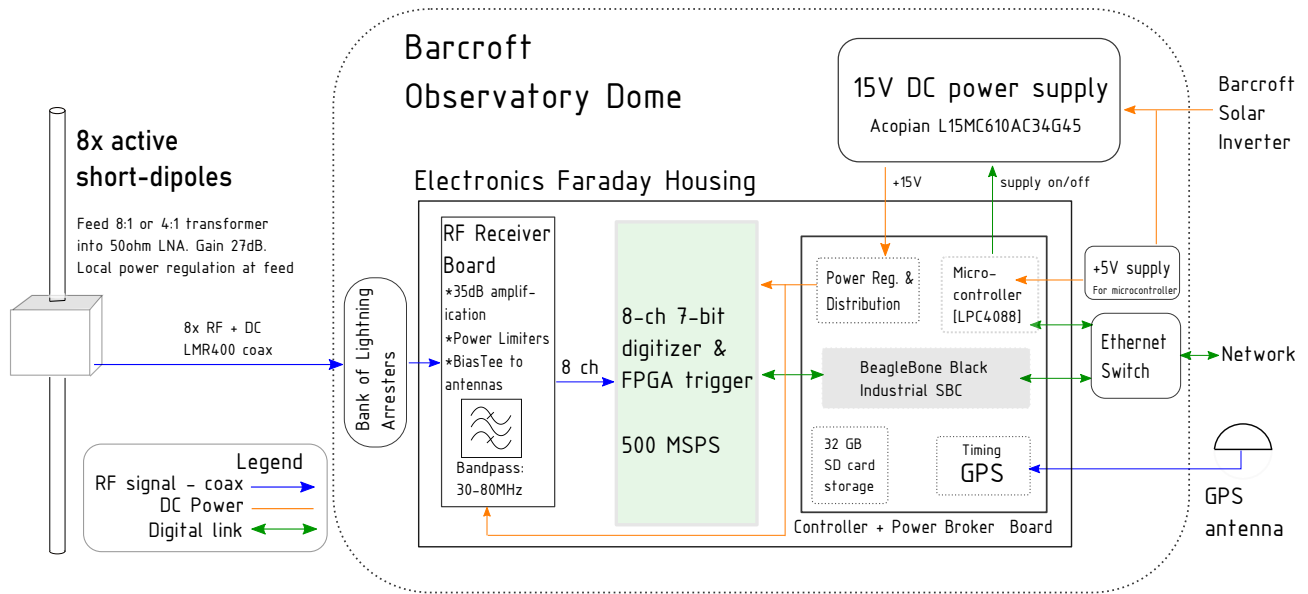 Barcroft
Observatory Dome
8x active
short-dipoles
Feed 8:1 or 4:1 transformer
into 50ohm LNA. Gain 27dB.
Local power regulation at feed
8x RF + DC
LMR400 coax
Bank of Lightning
Arresters
Legend
RF signal - coax
DC Power
Digital link
Electronics Faraday Housing
RF Receiver
Board
*35dB amplif-
ication
*Power Limiters
*BiasTee to
antennas
Bandpass:
30-80MHz
8 ch
8-ch 7-bit
digitizer &
FPGA trigger
500 MSPS
15V DC power supply
Acopian L15MC610AC34G45
+15V
supply on/off
Barcroft
Solar
Inverter
Power Reg. &
Distribution
Micro-
controller
[LPC4088]
+5V supply
For microcontroller
BeagleBone Black
Industrial SBC
Ethernet
Switch
Network
32 GB
SD card
storage
Timing
GPS
Controller + Power Broker Board
GPS
antenna